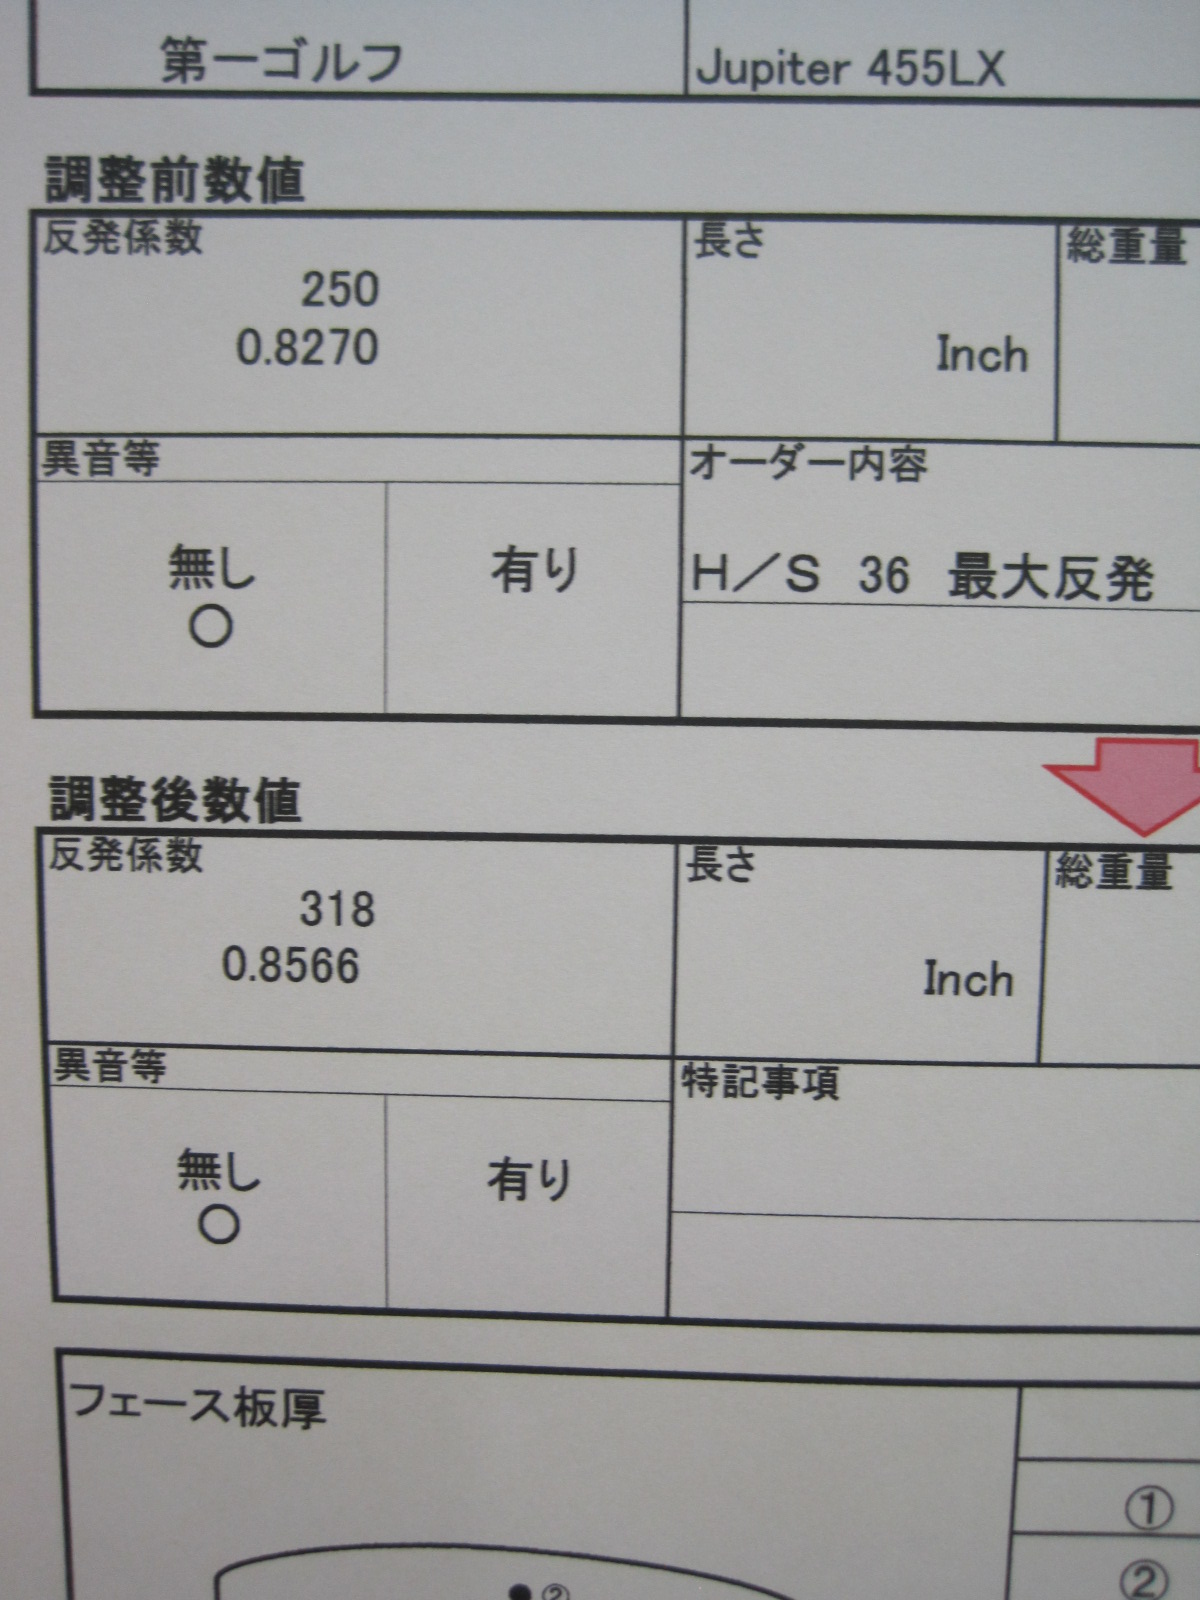 第一ゴルフ
Jupiter 455LX
調整前数値
反発係数
250
0.8270
長さ
Inch
総重量
異音等
無し
○
有り
オーダー内容
H/S 36 最大反発
調整後数値
反発係数
318
0.8566
長さ
Inch
総重量
異音等
無し
○
有り
特記事項
フェース板厚
①
②
②